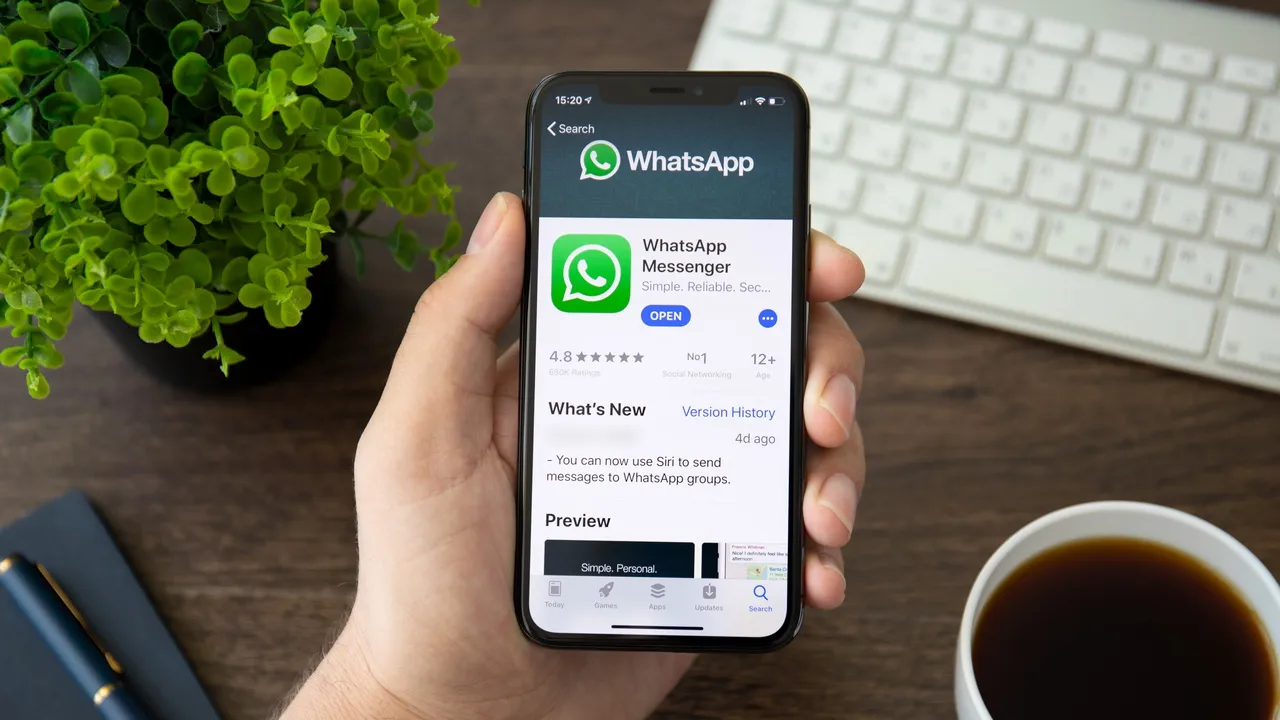 15:20
Search
WhatsApp
WhatsApp
Messenger
Simple. Reliable. Sec...
OPEN
4.8
No1
12+
650K Ratings
Social Networking
Age
What's New
Version History
4d ago
- You can now use Siri to send
messages to WhatsApp groups.
Preview
Simple. Personal.
Today
Games
Apps
Updates
Search